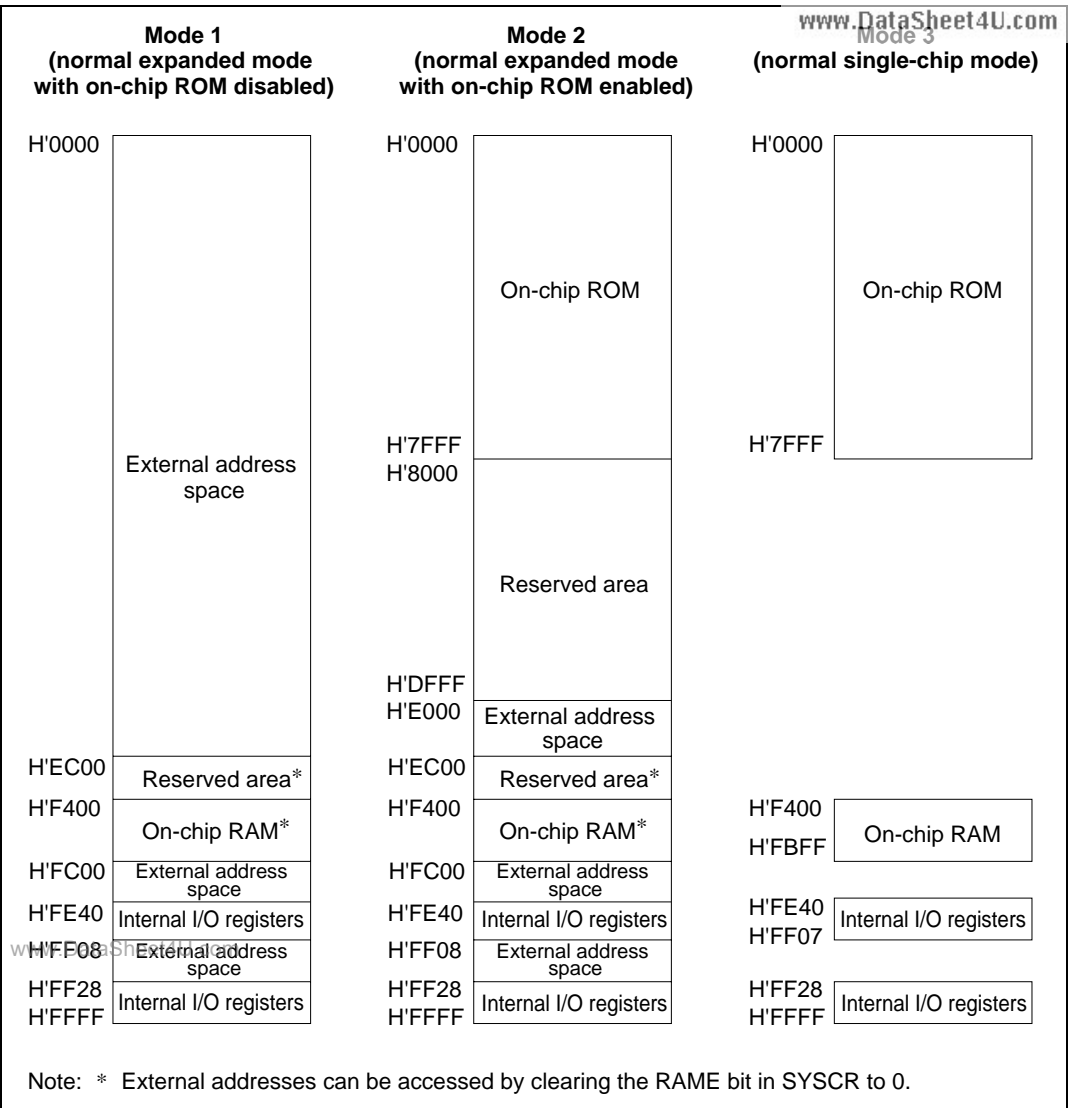 www.DataSheet4U.com
Mode 1
(normal expanded mode
with on-chip ROM disabled)
H'0000
External address
space
H'EC00
Reserved area*
H'F400
On-chip RAM*
H'FC00
External address
space
H'FE40
Internal I/O registers
H'FF08
External address
space
www.DataSheet4U.com
H'FF28
Internal I/O registers
H'FFFF
Mode 2
(normal expanded mode
with on-chip ROM enabled)
H'0000
On-chip ROM
H'7FFF
H'8000
Reserved area
H'DFFF
H'E000
External address
space
H'EC00
Reserved area*
H'F400
On-chip RAM*
H'FC00
External address
space
H'FE40
Internal I/O registers
H'FF08
External address
space
H'FF28
Internal I/O registers
H'FFFF
Mode 3
(normal single-chip mode)
H'0000
On-chip ROM
H'7FFF
H'F400
On-chip RAM
H'FBFF
H'FE40
Internal I/O registers
H'FF07
H'FF28
Internal I/O registers
H'FFFF
Note: * External addresses can be accessed by clearing the RAME bit in SYSCR to 0.